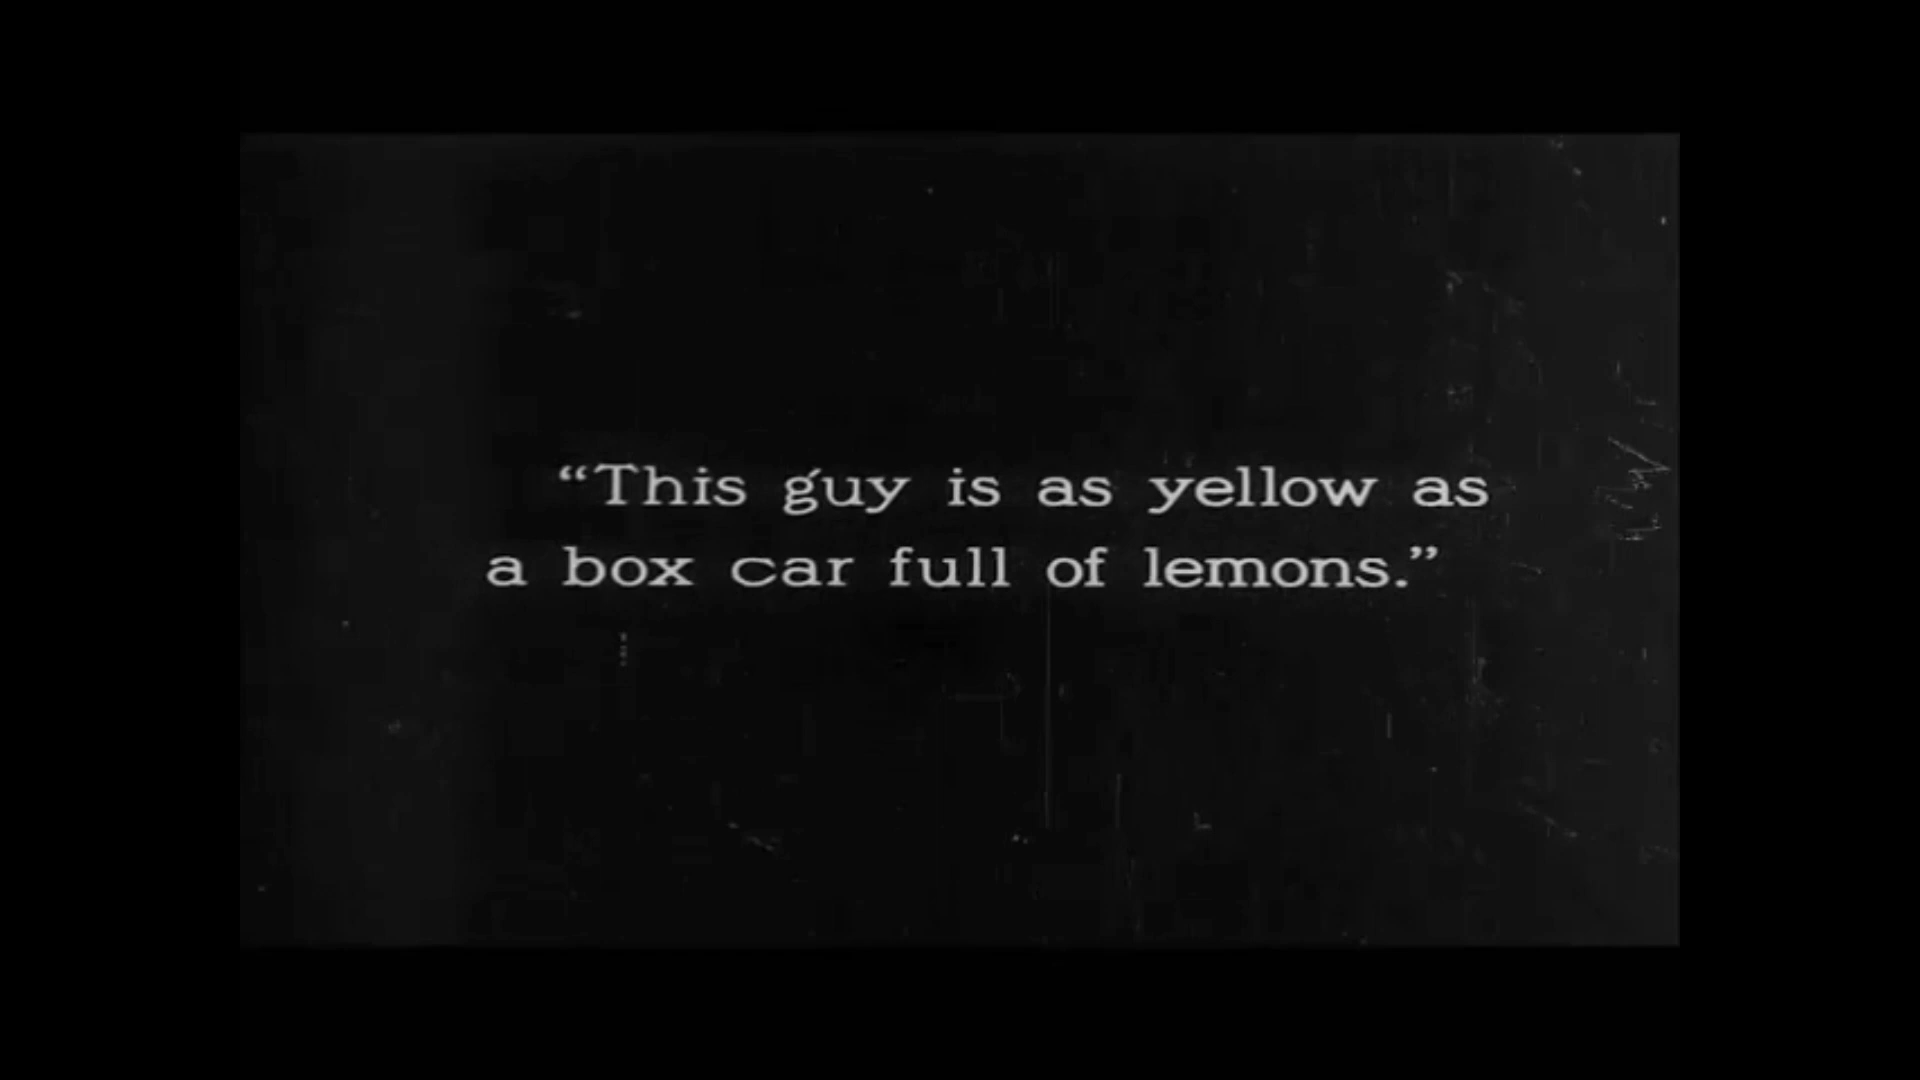 “This guy is as yellow as
a box car full of lemons.”